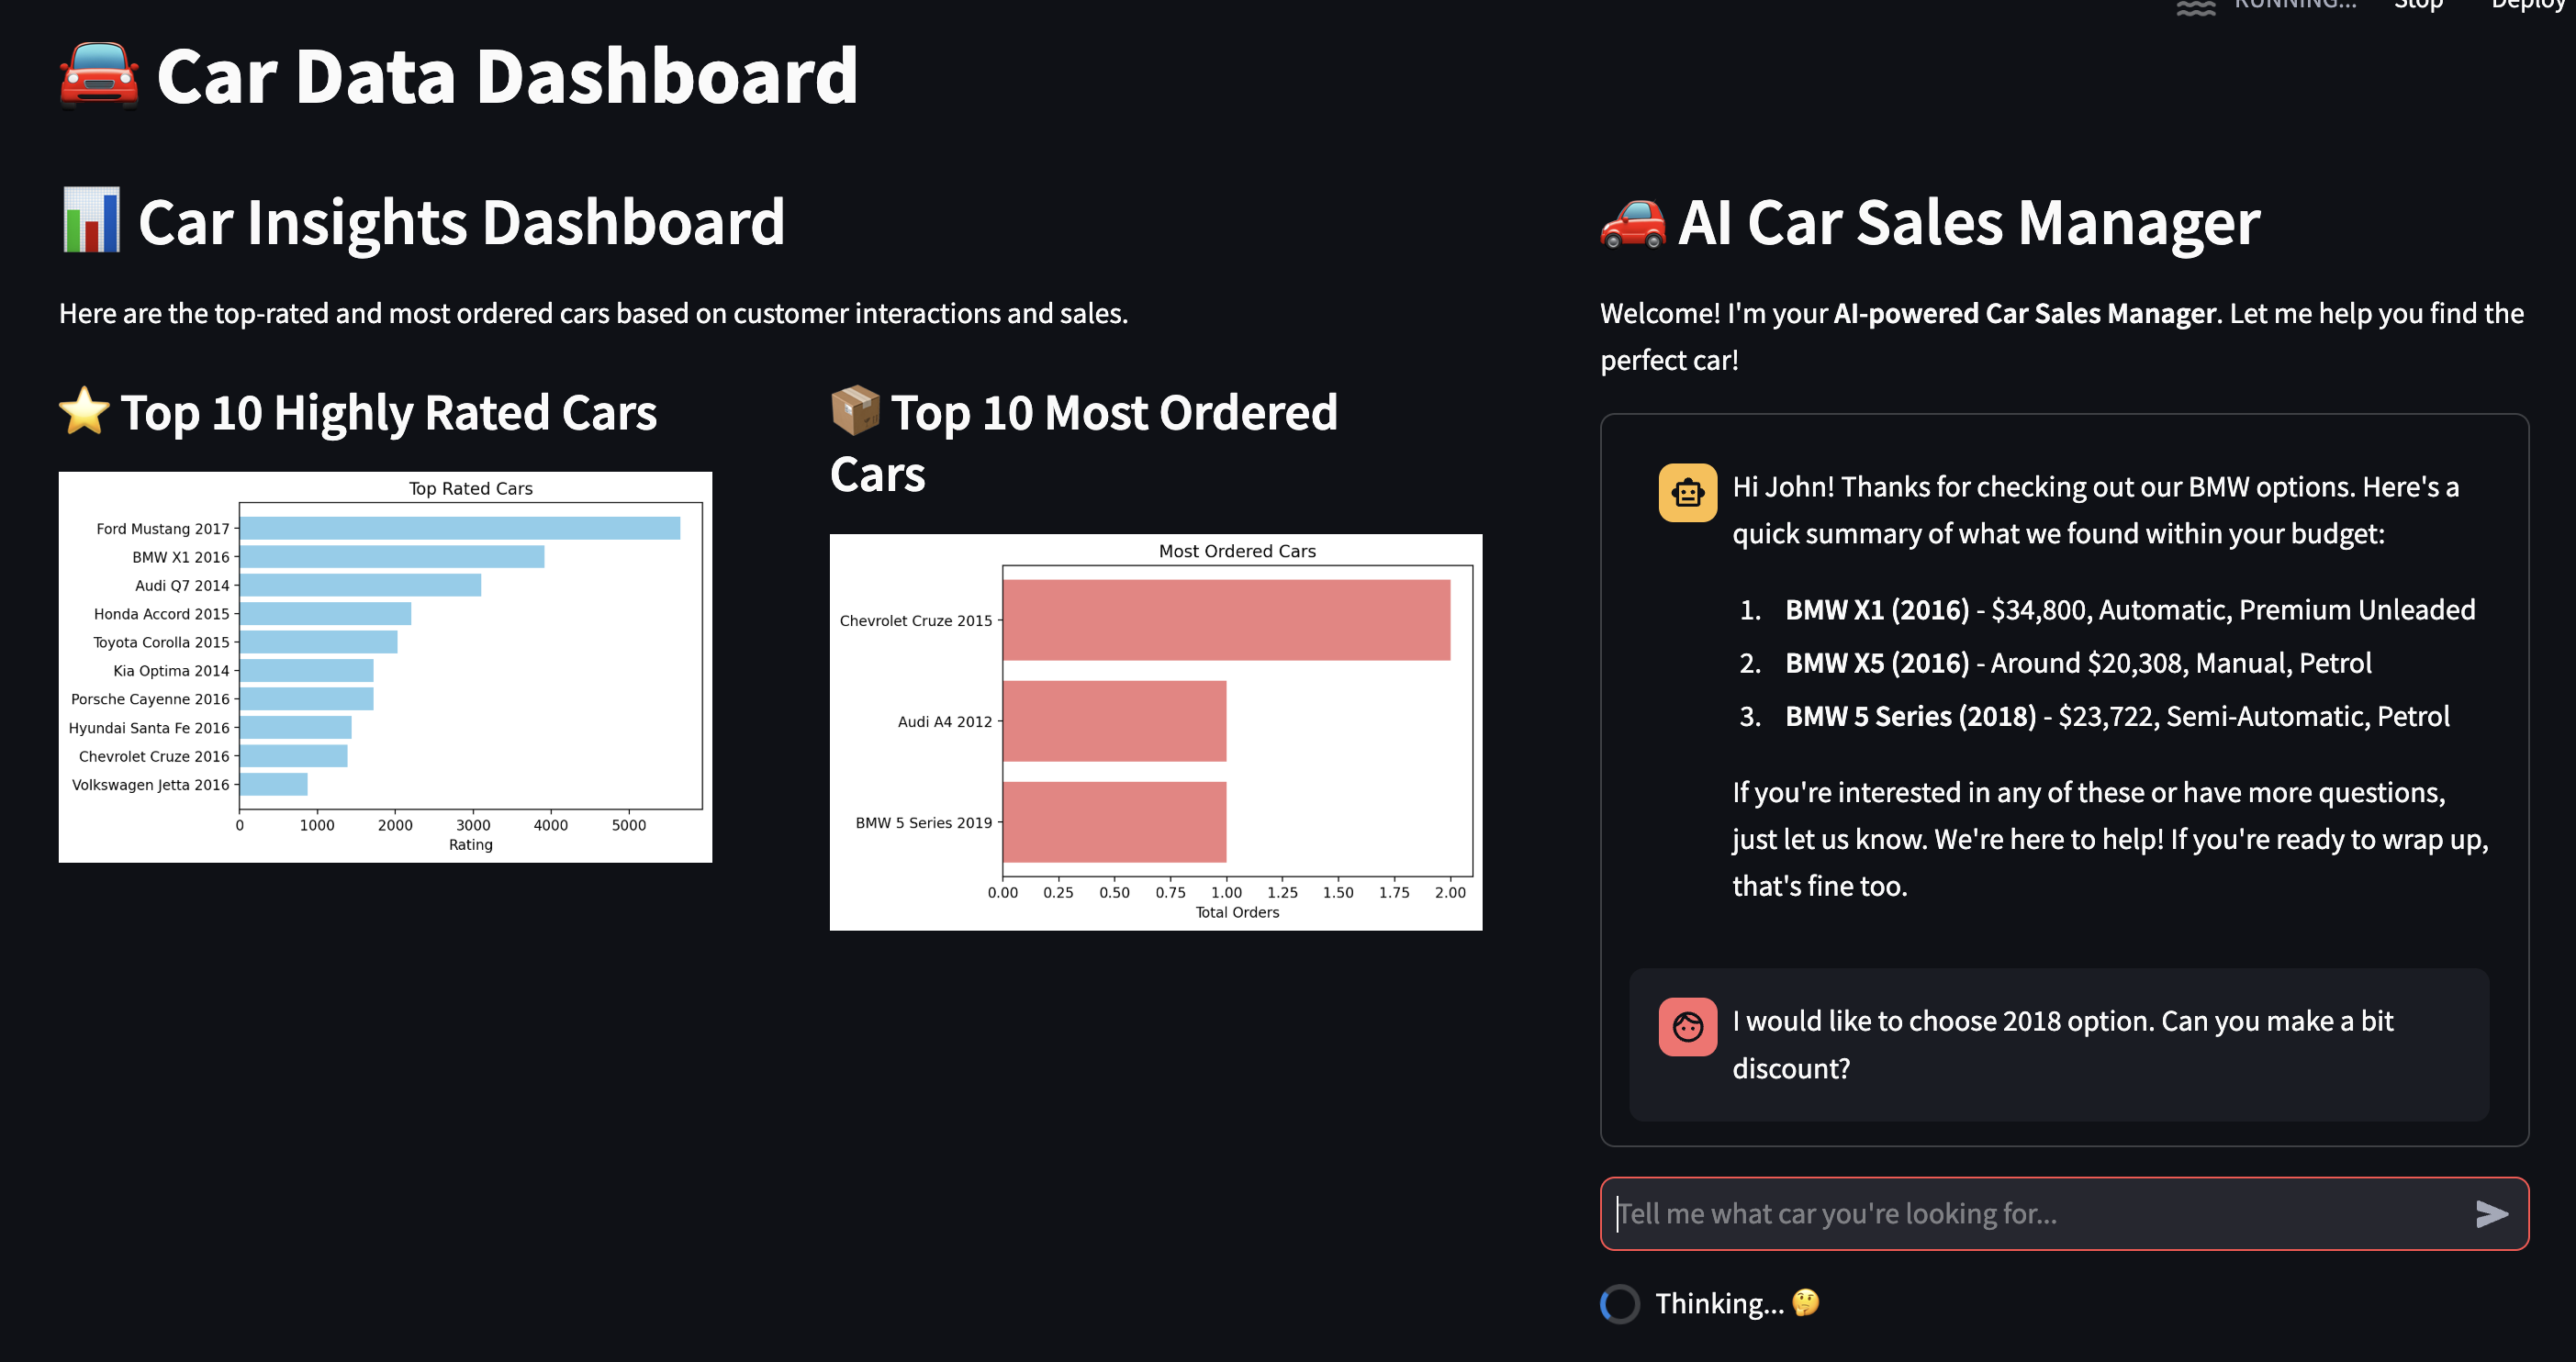 RUNNING... Stop Deploy
Car Data Dashboard
Car Insights Dashboard
Here are the top-rated and most ordered cars based on customer interactions and sales.
Top 10 Highly Rated Cars
Top Rated Cars
Ford Mustang 2017
BMW X1 2016
Audi Q7 2014
Honda Accord 2015
Toyota Corolla 2015
Kia Optima 2014
Porsche Cayenne 2016
Hyundai Santa Fe 2016
Chevrolet Cruze 2016
Volkswagen Jetta 2016
0 1000 2000 3000 4000 5000
Rating
Top 10 Most Ordered
Cars
Most Ordered Cars
Chevrolet Cruze 2015
Audi A4 2012
BMW 5 Series 2019
0.00 0.25 0.50 0.75 1.00 1.25 1.50 1.75 2.00
Total Orders
AI Car Sales Manager
Welcome! I'm your AI-powered Car Sales Manager. Let me help you find the
perfect car!
Hi John! Thanks for checking out our BMW options. Here's a
quick summary of what we found within your budget:
1. BMW X1 (2016) - $34,800, Automatic, Premium Unleaded
2. BMW X5 (2016) - Around $20,308, Manual, Petrol
3. BMW 5 Series (2018) - $23,722, Semi-Automatic, Petrol
If you're interested in any of these or have more questions,
just let us know. We're here to help! If you're ready to wrap up,
that's fine too.
I would like to choose 2018 option. Can you make a bit
discount?
Tell me what car you're looking for...
Thinking...